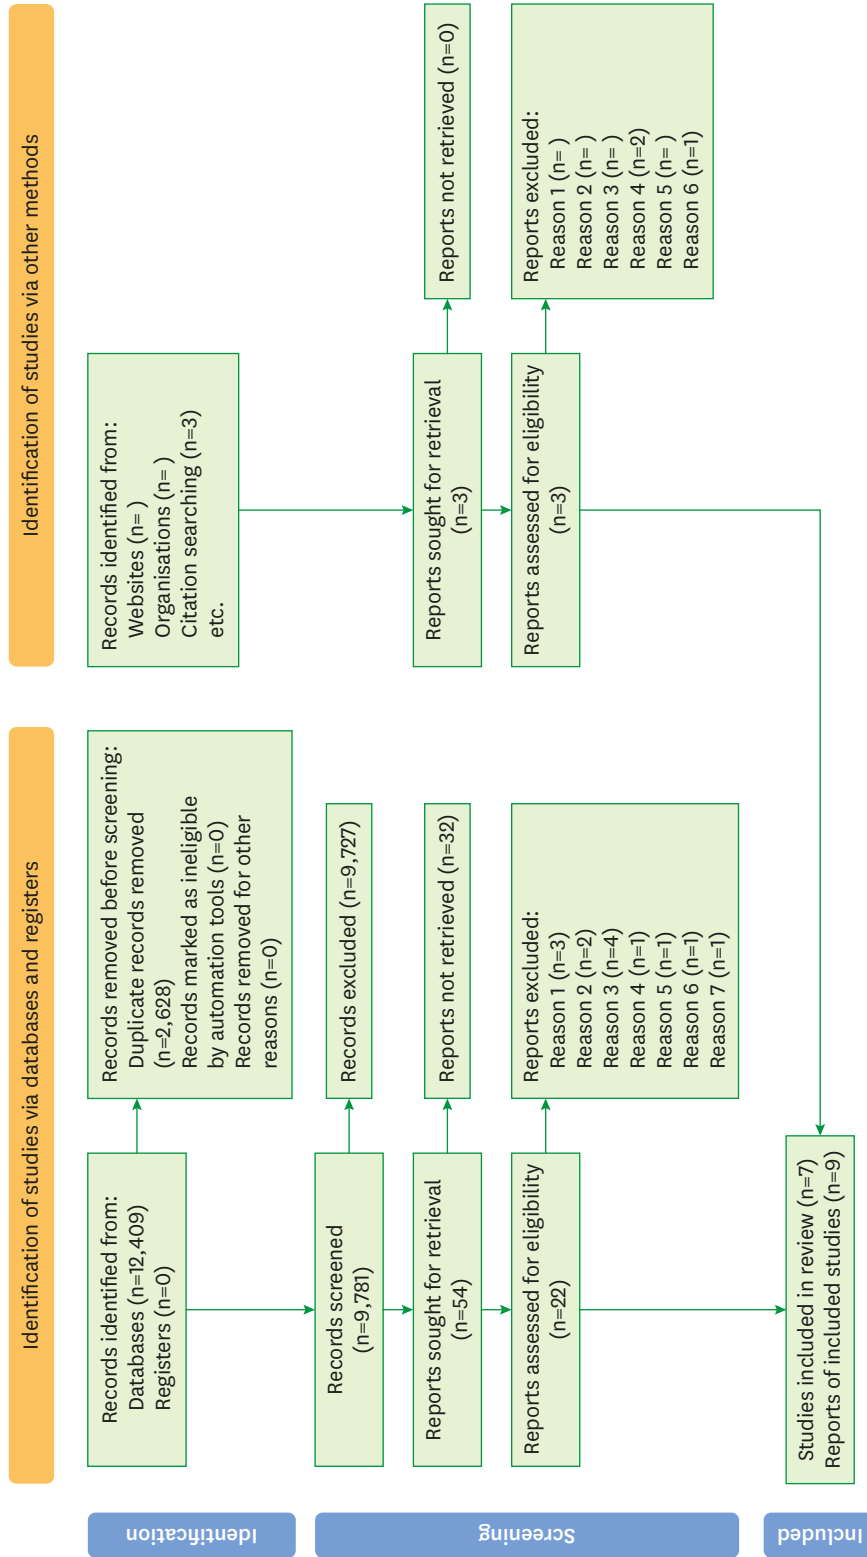 Identification of studies via databases and registers
Identification of studies via other methods
Identification
Records identified from:
Databases (n=12,409)
Registers (n=0)
Records removed before screening:
Duplicate records removed
(n=2,628)
Records marked as ineligible
by automation tools (n=0)
Records removed for other
reasons (n=0)
Records identified from:
Websites (n= )
Organisations (n= )
Citation searching (n=3)
etc.
Screening
Records screened
(n=9,781)
Records excluded (n=9,727)
Reports sought for retrieval
(n=54)
Reports not retrieved (n=32)
Reports sought for retrieval
(n=3)
Reports not retrieved (n=0)
Reports assessed for eligibility
(n=22)
Reports excluded:
Reason 1 (n=3)
Reason 2 (n=2)
Reason 3 (n=4)
Reason 4 (n=1)
Reason 5 (n=1)
Reason 6 (n=1)
Reason 7 (n=1)
Reports assessed for eligibility
(n=3)
Reports excluded:
Reason 1 (n= )
Reason 2 (n= )
Reason 3 (n= )
Reason 4 (n=2)
Reason 5 (n= )
Reason 6 (n=1)
Included
Studies included in review (n=7)
Reports of included studies (n=9)